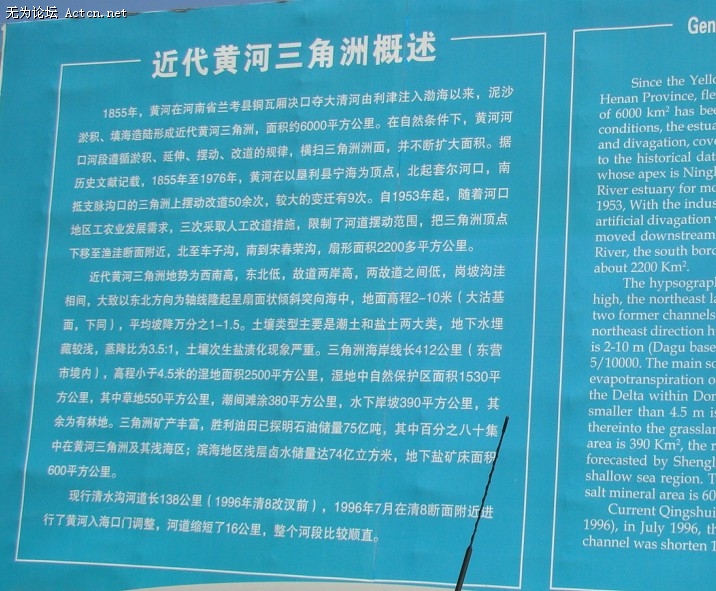 无为论坛 Actcn.net
近代黄河三角洲概述
1855年，黄河在河南省兰考县铜瓦厢决口夺大清河由利津注入渤海以来，泥沙
淤积、填海造陆形成近代黄河三角洲，面积约6000平方公里。在自然条件下，黄河河
口河段遵循淤积、延伸、摆动、改道的规律，横扫三角洲洲面，并不断扩大面积。据
历史文献记载，1855年至1976年，黄河在以垦利县宁海为顶点，北起套尔河口，南
抵支脉沟口的三角洲上摆动改道50余次，较大的变迁有9次。自1953年起，随着河口
地区工农业发展需求，三次采取人工改道措施，限制了河道摆动范围，把三角洲顶点
下移至渔洼断面附近，北至车子沟，南到宋春荣沟，扇形面积2200多平方公里。
近代黄河三角洲地势为西南高，东北低，故道两岸高，两故道之间低，岗坡沟洼
相间，大致以东北方向为轴线隆起呈扇面状倾斜突向海中，地面高程2-10米（大沽基
面，下同），平均坡降万分之1-1.5。土壤类型主要是潮土和盐土两大类，地下水埋
藏较浅，蒸降比为3.5:1，土壤次生盐渍化现象严重。三角洲海岸线长412公里（东营
市境内），高程小于4.5米的湿地面积2500平方公里，湿地中自然保护区面积1530平
方公里，其中草地550平方公里，潮间滩涂380平方公里，水下岸坡390平方公里，其
余为有林地。三角洲矿产丰富，胜利油田已探明石油储量75亿吨，其中百分之八十集
中在黄河三角洲及其浅海区；滨海地区浅层卤水储量达74亿立方米，地下盐矿床面积
600平方公里。
现行清水沟河道长138公里（1996年清8改汊前），1996年7月在清8断面附近进
行了黄河入海口门调整，河道缩短了16公里，整个河段比较顺直。
Gen
Since the Yell
Henan Province, fle
of 6000 km² has bee
conditions, the estua
and divagation, cove
to the historical dat
whose apex is Ningh
River estuary for mo
1953, With the indus
artificial divagation
moved downstream
River, the south bord
about 2200 Km².
The hypsograph
high, the northeast la
two former channels
northeast direction h
is 2-10 m (Dagu base
5/10000. The main so
evapotranspiration o
the Delta within Don
smaller than 4.5 m is
thereinto the grassla
area is 390 Km², the r
forecasted by Shengl
shallow sea region. T
salt mineral area is 60
Current Qingshui
1996), in July 1996, th
channel was shorten 1